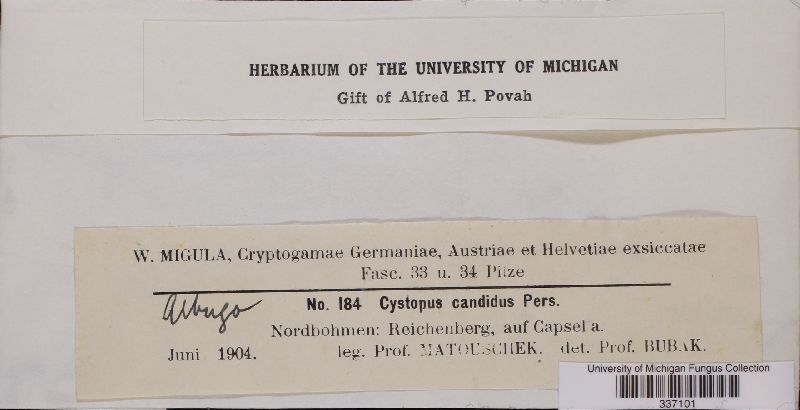 HERBARIUM OF THE UNIVERSITY OF MICHIGAN
Gift of Alfred H. Povah
W. MIGULA, Cryptogamae Germaniae, Austriae et Helvetiae exsiccatae
Fasc. 33 u. 34 Pilze
Albugo
No. 184 Cystopus candidus Pers.
Nordbohmen: Reichenberg, auf Capsella.
Juni 1904. leg. Prof. MATOUSCHEK. det. Prof. BUBAK.
University of Michigan Fungus Collection
337101